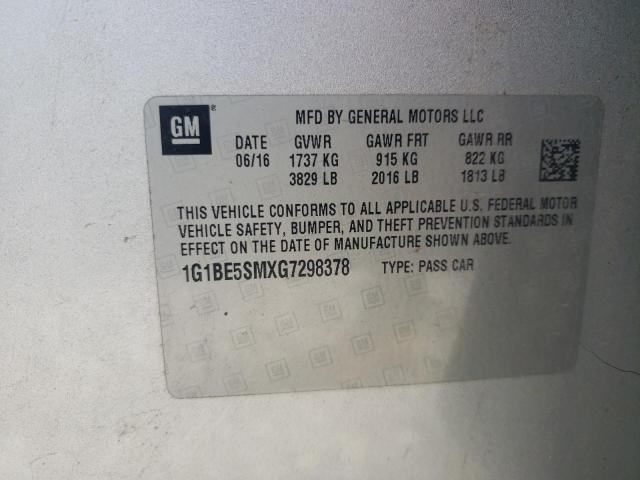 GM ®
MFD BY GENERAL MOTORS LLC
DATE GVWR GAWR FRT GAWR RR
06/16 1737 KG 915 KG 822 KG
3829 LB 2016 LB 1813 LB
THIS VEHICLE CONFORMS TO ALL APPLICABLE U.S. FEDERAL MOTOR
VEHICLE SAFETY, BUMPER, AND THEFT PREVENTION STANDARDS IN
EFFECT ON THE DATE OF MANUFACTURE SHOWN ABOVE.
1G1BE5SMXG7298378 TYPE: PASS CAR